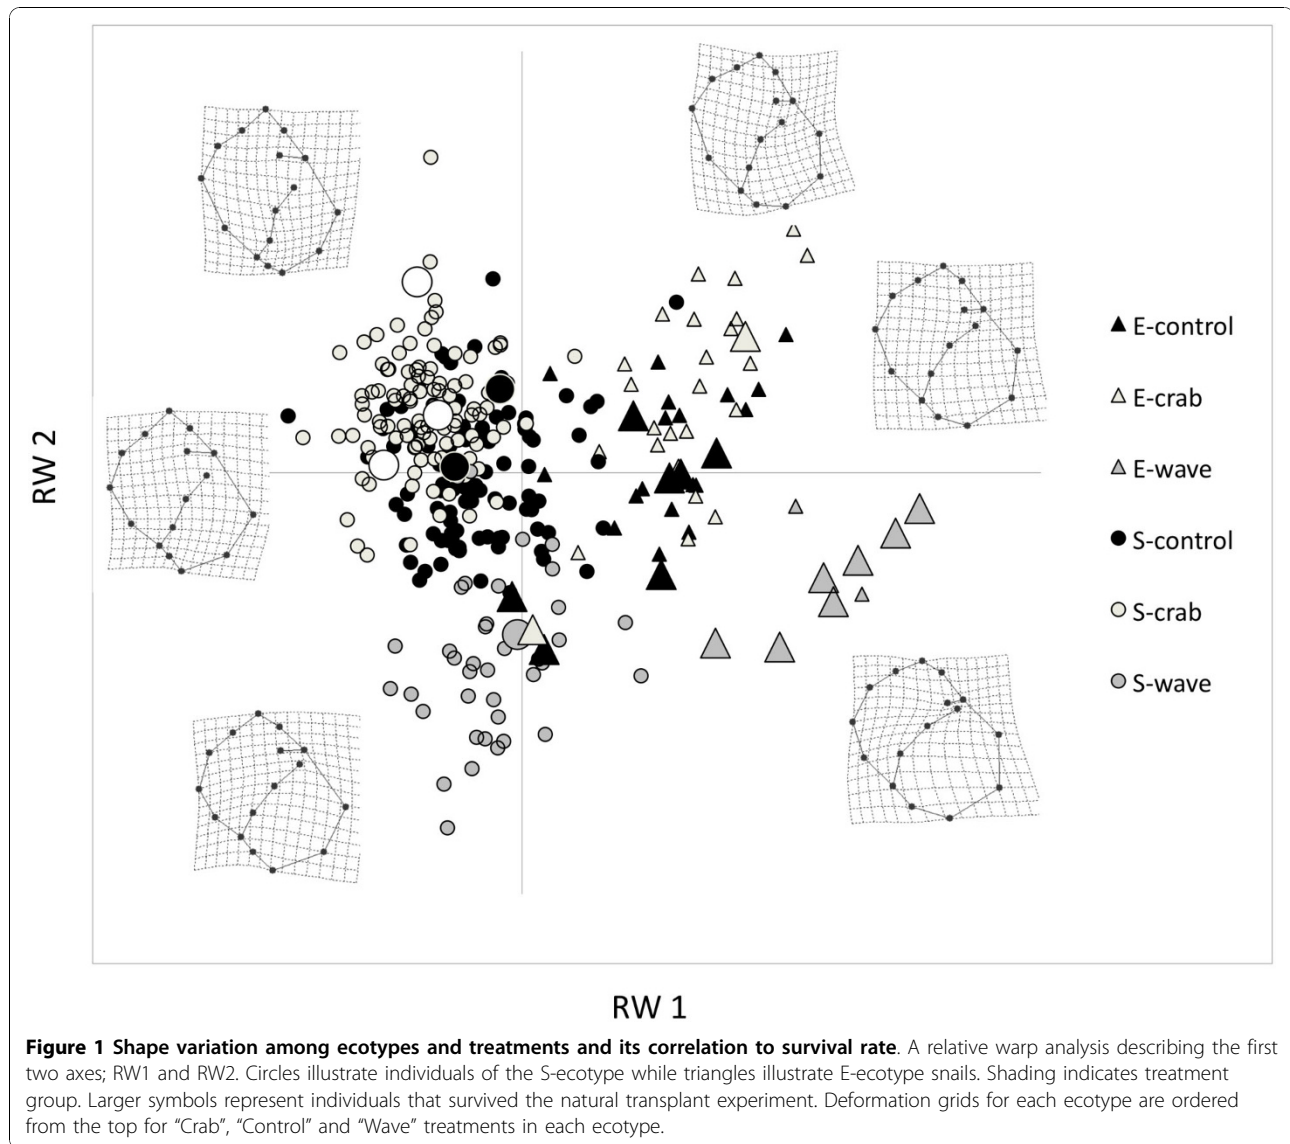 RW 2
E-control
E-crab
E-wave
S-control
S-crab
S-wave
RW 1
Figure 1 Shape variation among ecotypes and treatments and its correlation to survival rate. A relative warp analysis describing the first
two axes; RW1 and RW2. Circles illustrate individuals of the S-ecotype while triangles illustrate E-ecotype snails. Shading indicates treatment
group. Larger symbols represent individuals that survived the natural transplant experiment. Deformation grids for each ecotype are ordered
from the top for “Crab”, “Control” and “Wave” treatments in each ecotype.